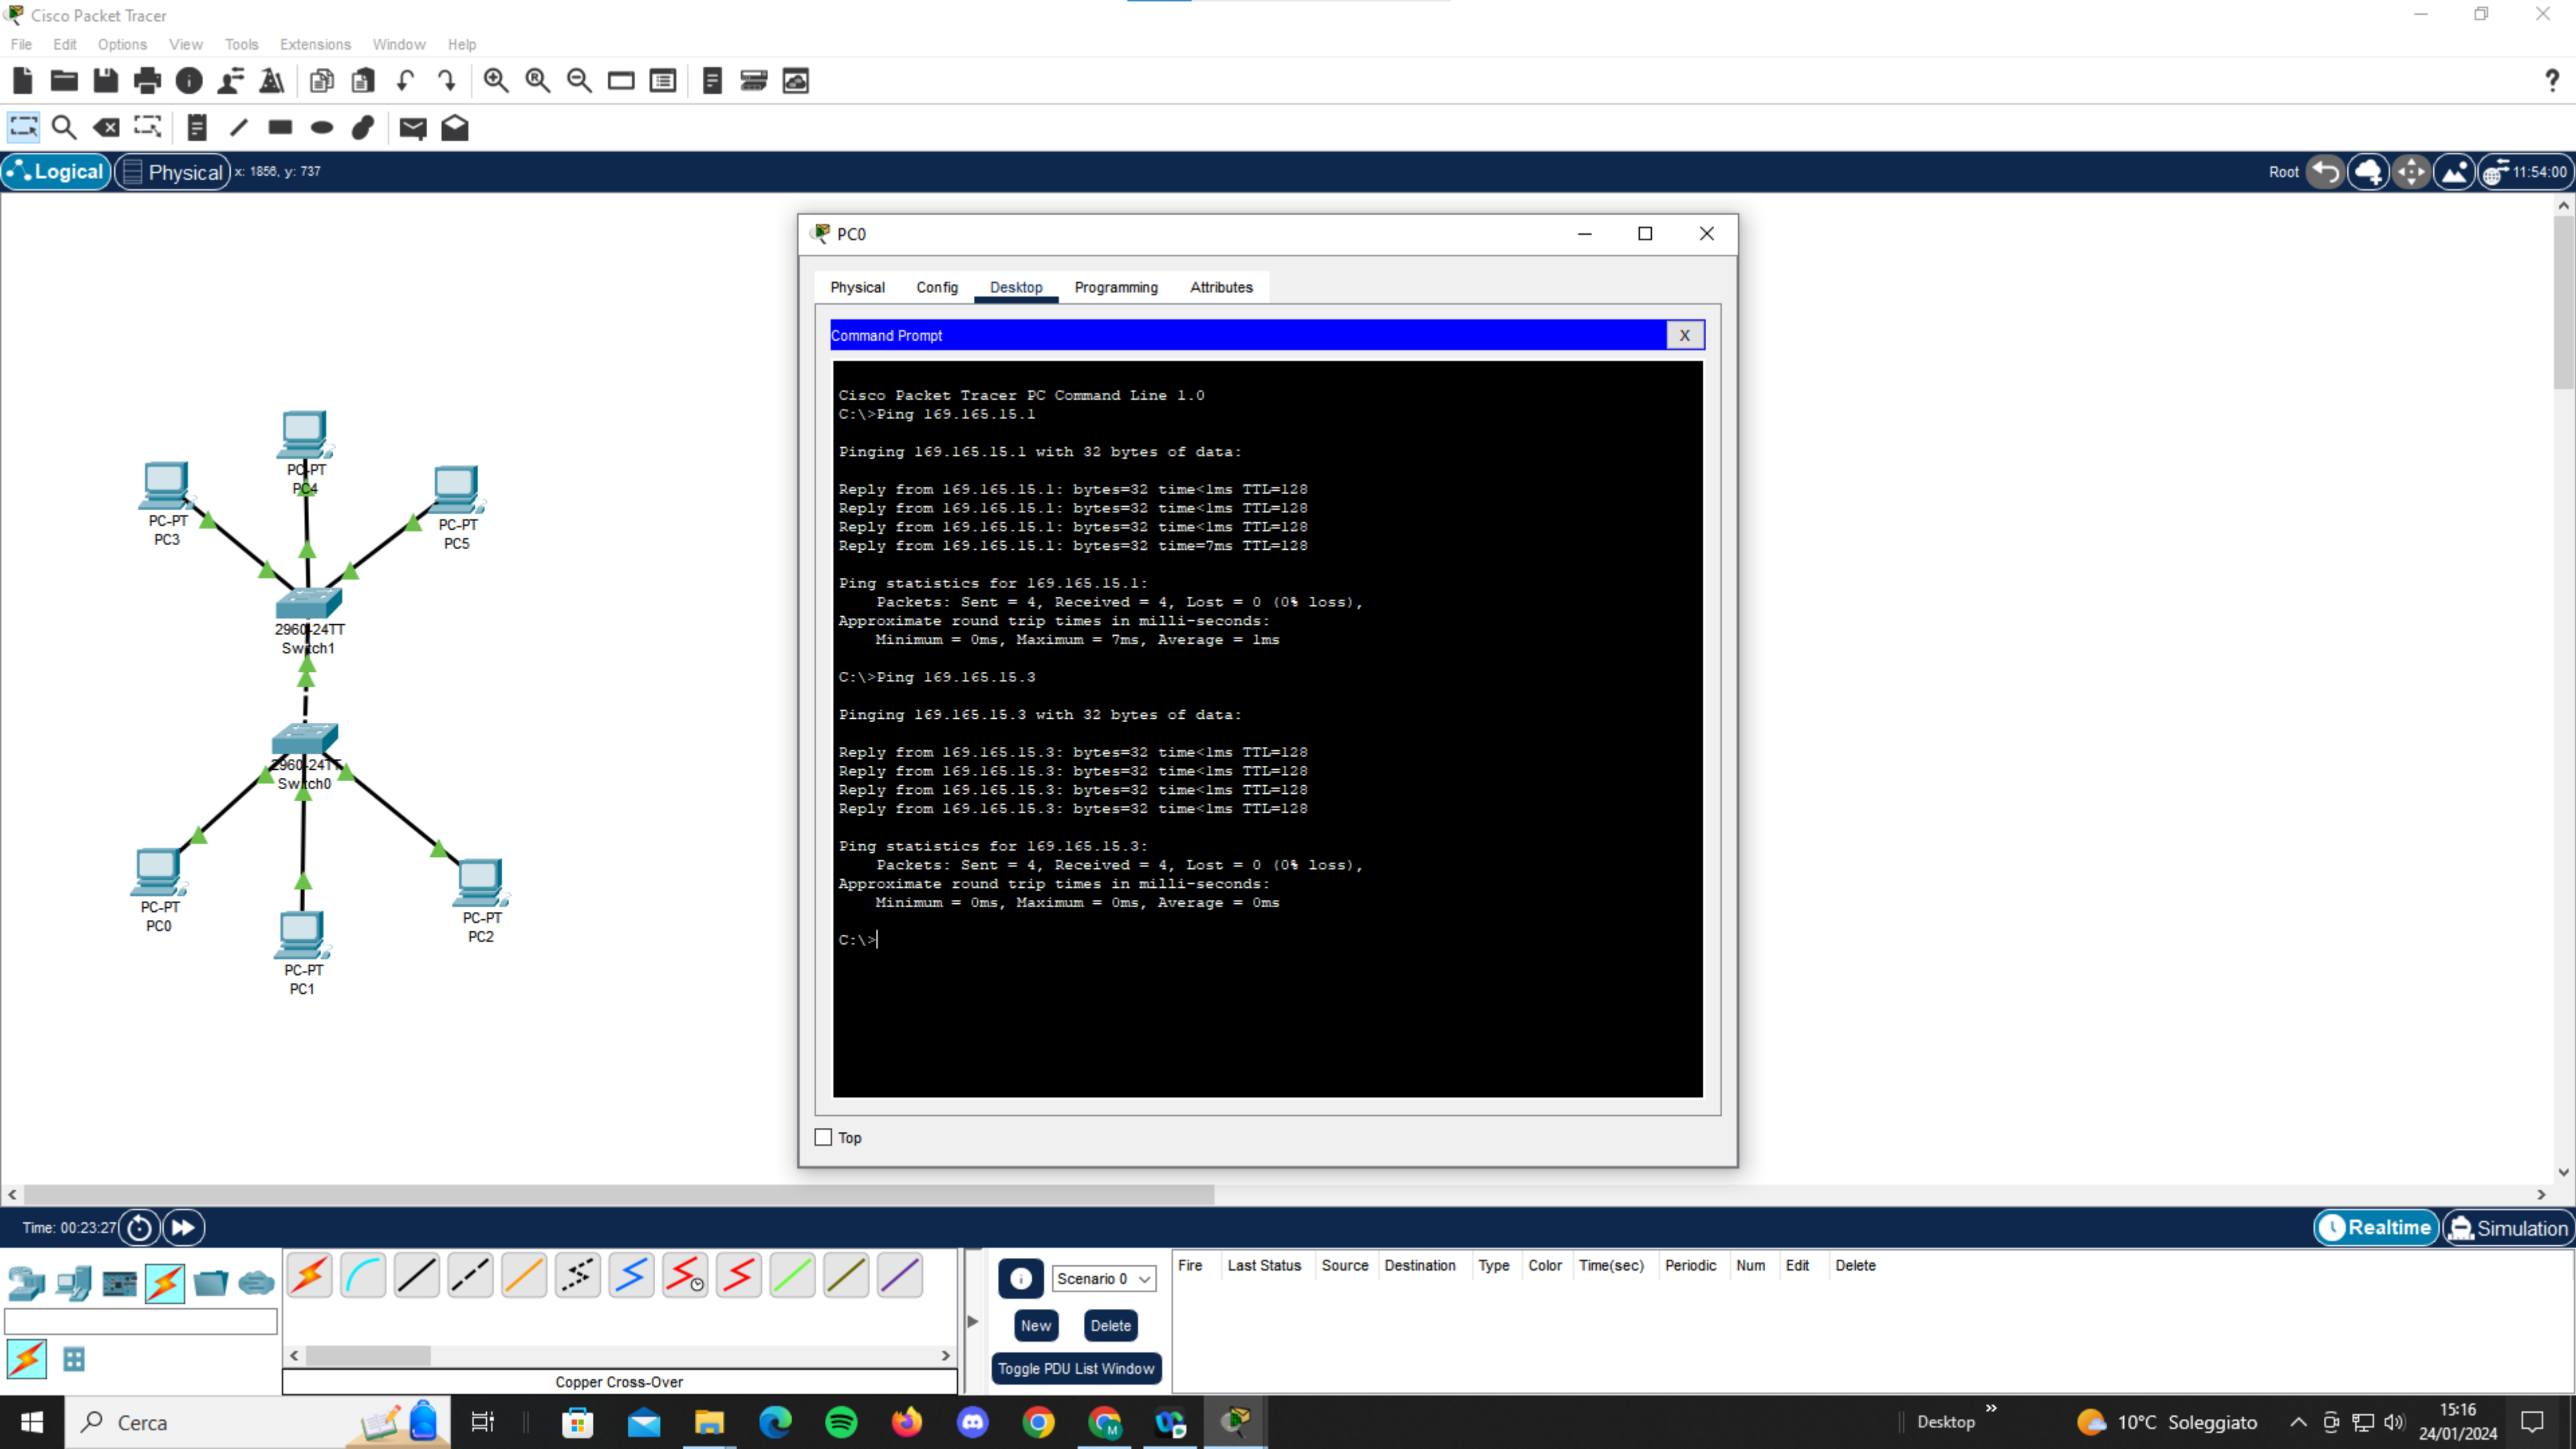 Cisco Packet Tracer
File Edit Options View Tools Extensions Window Help
?
Logical Physical x: 1856, y: 737 Root 11:54:00
PC0
Physical Config Desktop Programming Attributes
Command Prompt X
Cisco Packet Tracer PC Command Line 1.0
C:\>Ping 169.165.15.1
Pinging 169.165.15.1 with 32 bytes of data:
Reply from 169.165.15.1: bytes=32 time<1ms TTL=128
Reply from 169.165.15.1: bytes=32 time<1ms TTL=128
Reply from 169.165.15.1: bytes=32 time<1ms TTL=128
Reply from 169.165.15.1: bytes=32 time=7ms TTL=128
Ping statistics for 169.165.15.1:
Packets: Sent = 4, Received = 4, Lost = 0 (0% loss),
Approximate round trip times in milli-seconds:
Minimum = 0ms, Maximum = 7ms, Average = 1ms
C:\>Ping 169.165.15.3
Pinging 169.165.15.3 with 32 bytes of data:
Reply from 169.165.15.3: bytes=32 time<1ms TTL=128
Reply from 169.165.15.3: bytes=32 time<1ms TTL=128
Reply from 169.165.15.3: bytes=32 time<1ms TTL=128
Reply from 169.165.15.3: bytes=32 time<1ms TTL=128
Ping statistics for 169.165.15.3:
Packets: Sent = 4, Received = 4, Lost = 0 (0% loss),
Approximate round trip times in milli-seconds:
Minimum = 0ms, Maximum = 0ms, Average = 0ms
C:\>
Top
PC-PT
PC4
PC-PT
PC3
PC-PT
PC5
2960-24TT
Switch1
2960-24TT
Switch0
PC-PT
PC0
PC-PT
PC2
PC-PT
PC1
Time: 00:23:27 Realtime Simulation
Scenario 0
New Delete
Toggle PDU List Window
Fire Last Status Source Destination Type Color Time(sec) Periodic Num Edit Delete
Copper Cross-Over
Cerca
M
Desktop
10°C Soleggiato
15:16
24/01/2024